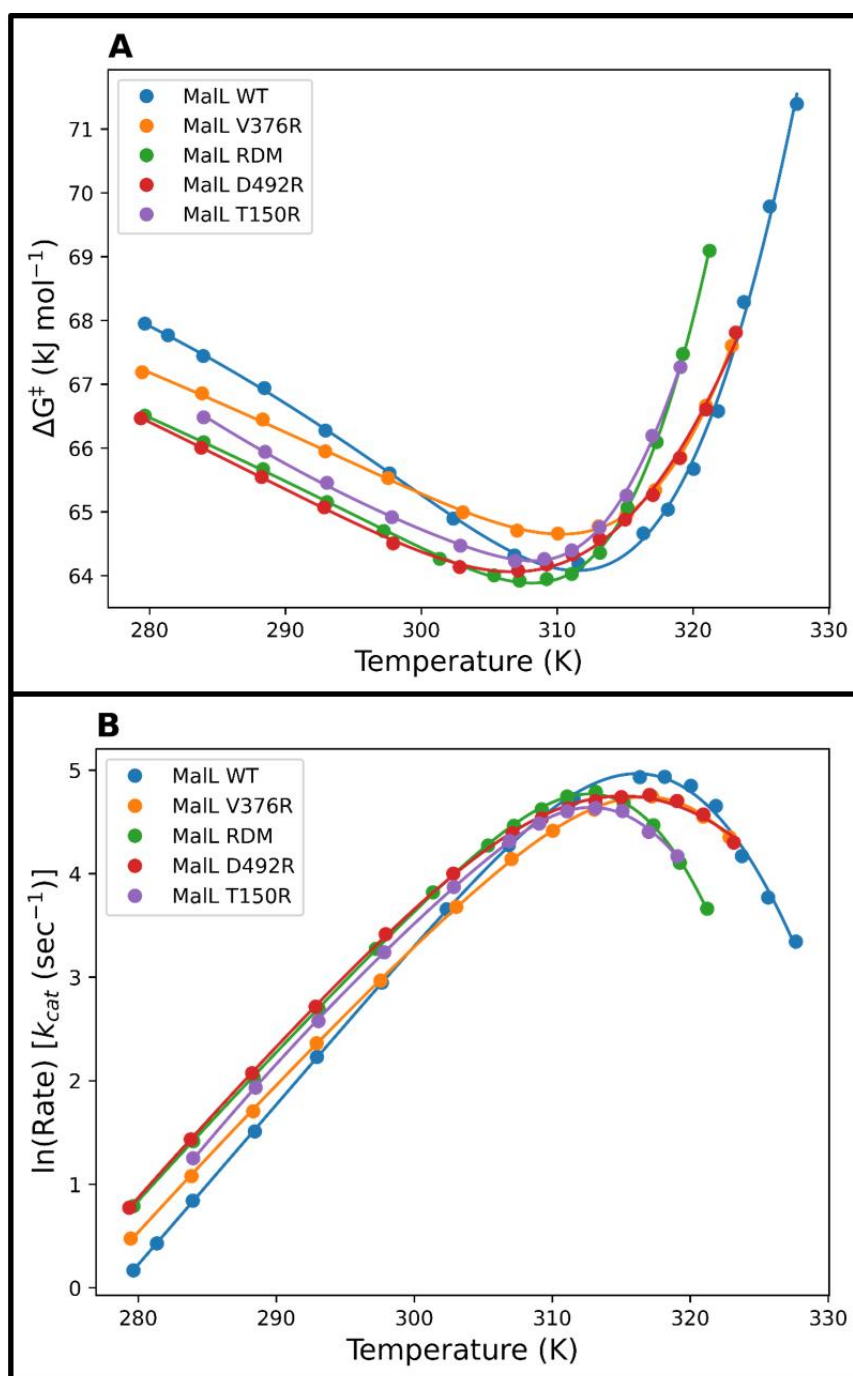 A
MalL WT
MalL V376R
MalL RDM
MalL D492R
MalL T150R
71
70
69
68
67
66
65
64
ΔG‡ (kJ mol⁻¹)
280 290 300 310 320 330
Temperature (K)
B
MalL WT
MalL V376R
MalL RDM
MalL D492R
MalL T150R
5
4
3
2
1
0
ln(Rate) [k_cat (sec⁻¹)]
280 290 300 310 320 330
Temperature (K)